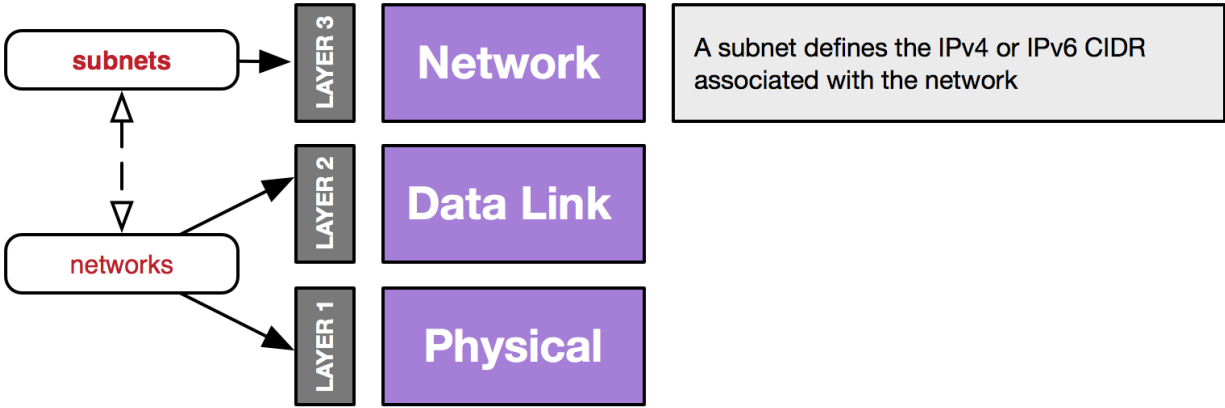 subnets
LAYER 3
Network
A subnet defines the IPv4 or IPv6 CIDR
associated with the network
LAYER 2
Data Link
networks
LAYER 1
Physical